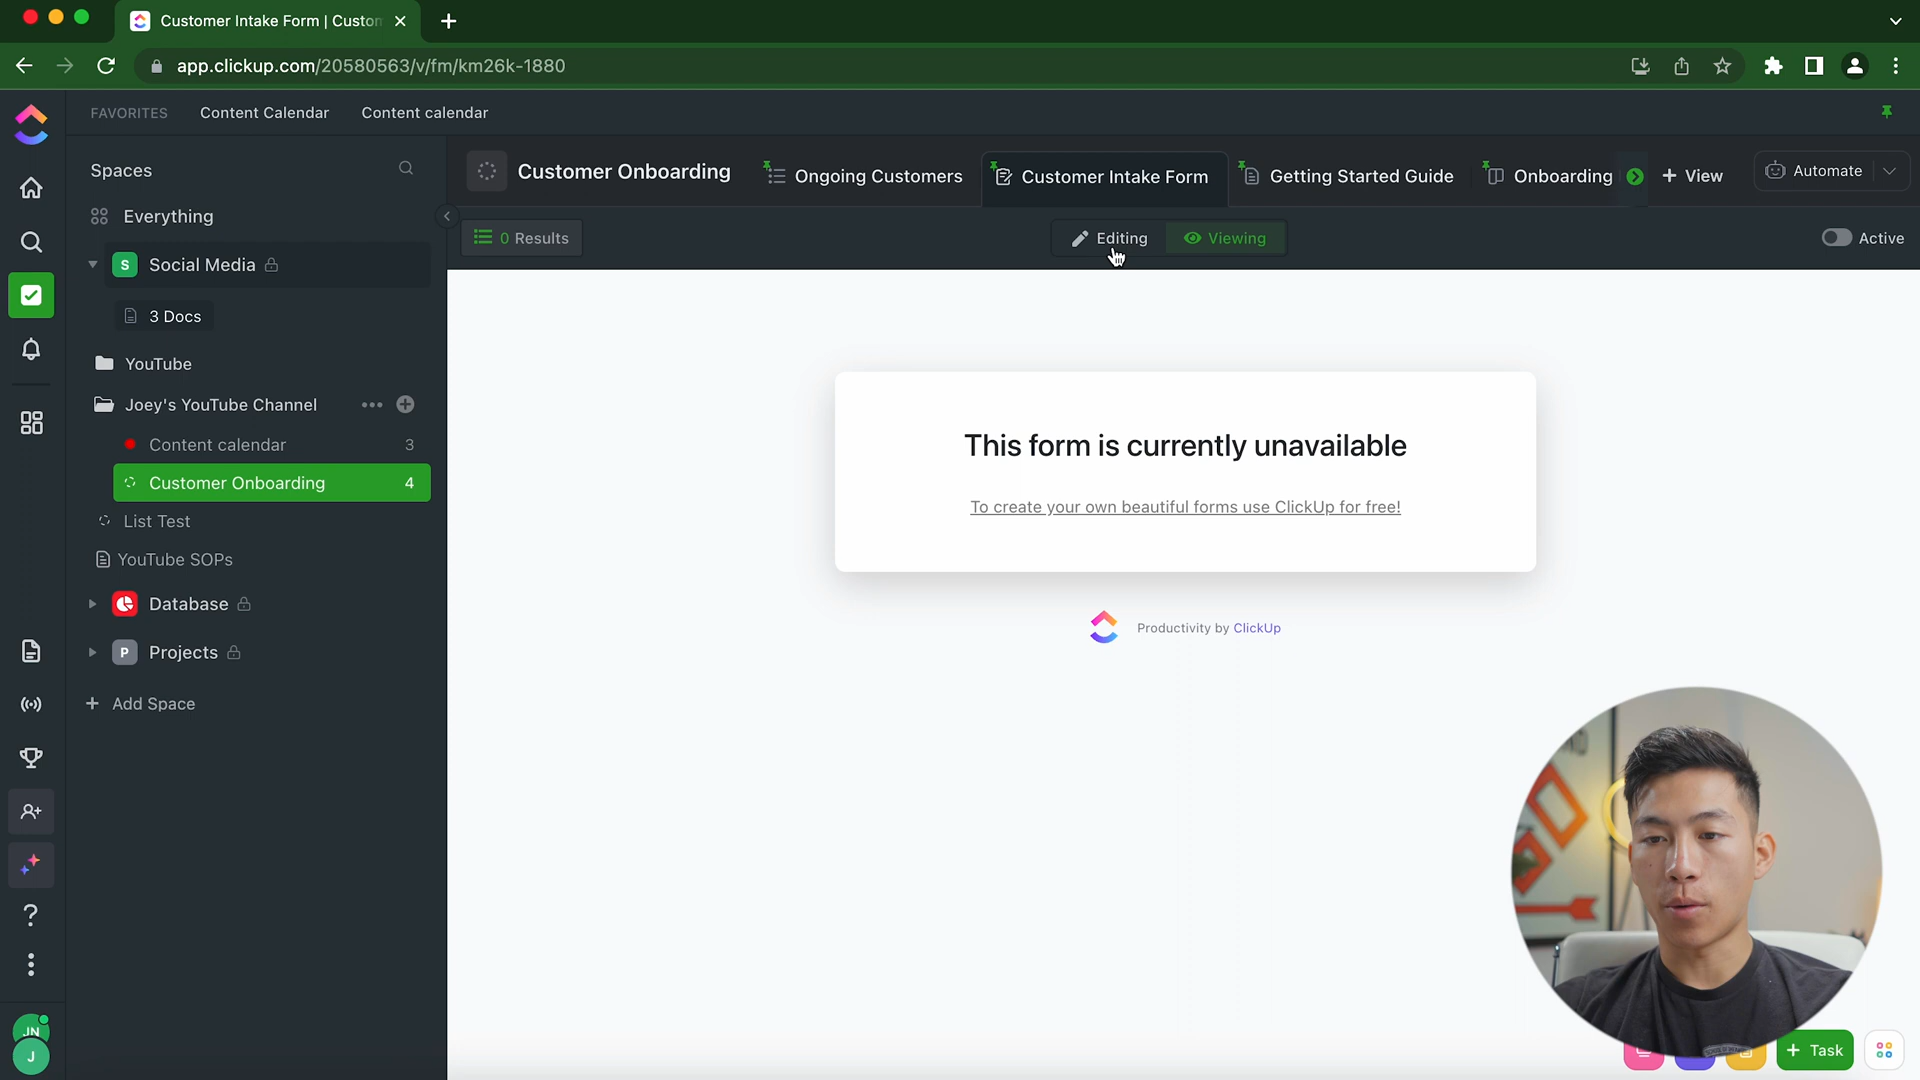 Customer Intake Form | Custom
app.clickup.com/20580563/v/fm/km26k-1880
FAVORITES Content Calendar Content calendar
Spaces
Everything
S Social Media
3 Docs
YouTube
Joey's YouTube Channel
Content calendar 3
Customer Onboarding 4
List Test
YouTube SOPs
Database
P Projects
+ Add Space
JN
J
Customer Onboarding Ongoing Customers Customer Intake Form Getting Started Guide Onboarding + View Automate
0 Results Editing Viewing Active
This form is currently unavailable
To create your own beautiful forms use ClickUp for free!
Productivity by ClickUp
+ Task